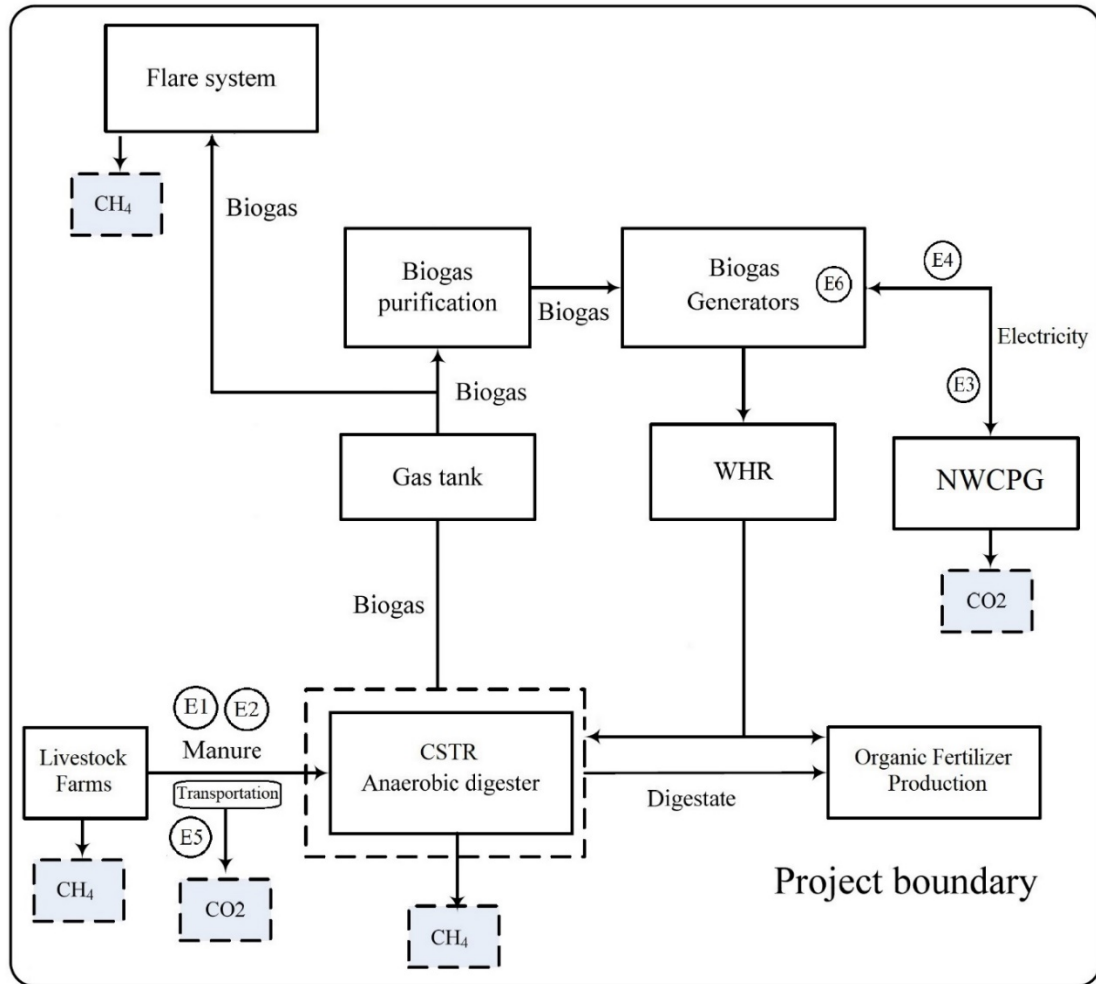 Flare system
CH₄
Biogas
Biogas
purification
Biogas
Biogas
Generators
E6
E4
Electricity
E3
Biogas
Gas tank
WHR
NWCPG
CO2
Biogas
E1 E2
Manure
Transportation
E5
Livestock
Farms
CSTR
Anaerobic digester
Digestate
Organic Fertilizer
Production
CH₄
CO2
CH₄
Project boundary